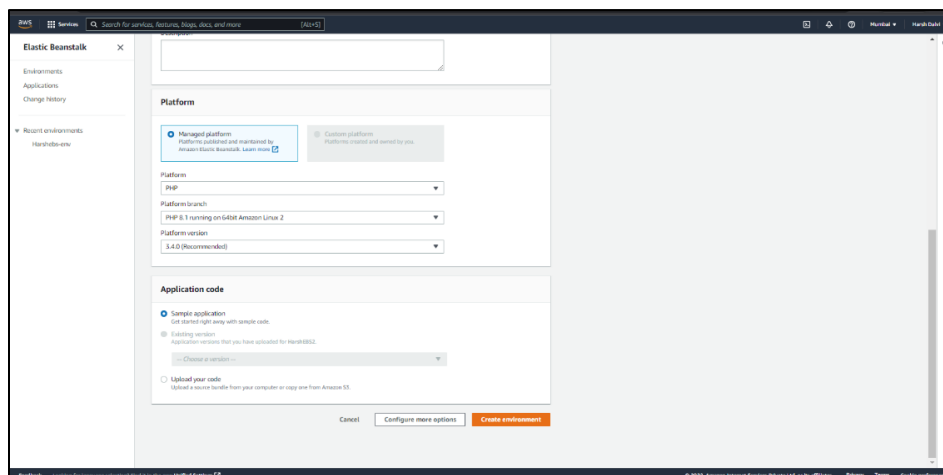 aws Services Search for services, features, blogs, docs, and more [Alt+S] Mumbai Harsh Dalvi
Elastic Beanstalk
Environments
Applications
Change history
Recent environments
Harshebs-env
Description
Platform
Managed platform
Platforms published and maintained by
Amazon Elastic Beanstalk. Learn more
Custom platform
Platforms created and owned by you.
Platform
PHP
Platform branch
PHP 8.1 running on 64bit Amazon Linux 2
Platform version
3.4.0 (Recommended)
Application code
Sample application
Get started right away with sample code.
Existing version
Application versions that you have uploaded for
-- Choose a version --
Upload your code
Upload a source bundle from your computer or copy one from Amazon S3.
Cancel Configure more options Create environment